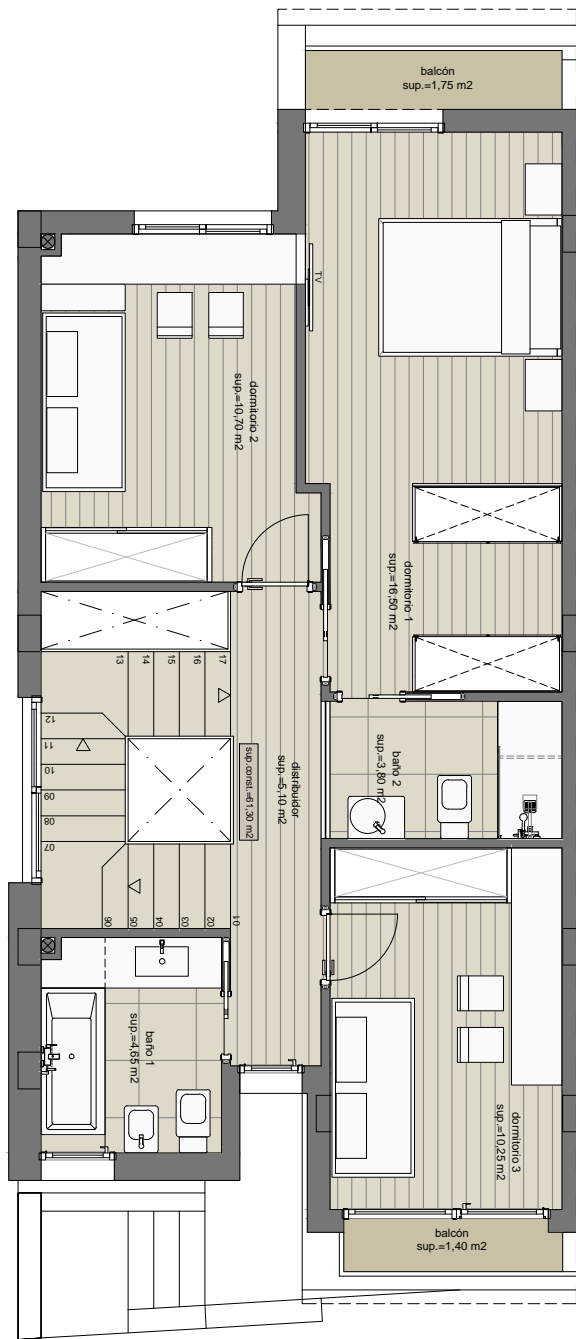 balcón
sup.=1,75 m2
TV
dormitorio 2
sup.=10,70 m2
dormitorio 1
sup.=16,50 m2
17
16
15
14
13
12
11
10
09
08
07
06
05
04
03
02
01
distribuidor
sup.=5,10 m2
sup.const.=61,30 m2
baño 2
sup.=3,80 m2
baño 1
sup.=4,65 m2
dormitorio 3
sup.=10,25 m2
balcón
sup.=1,40 m2